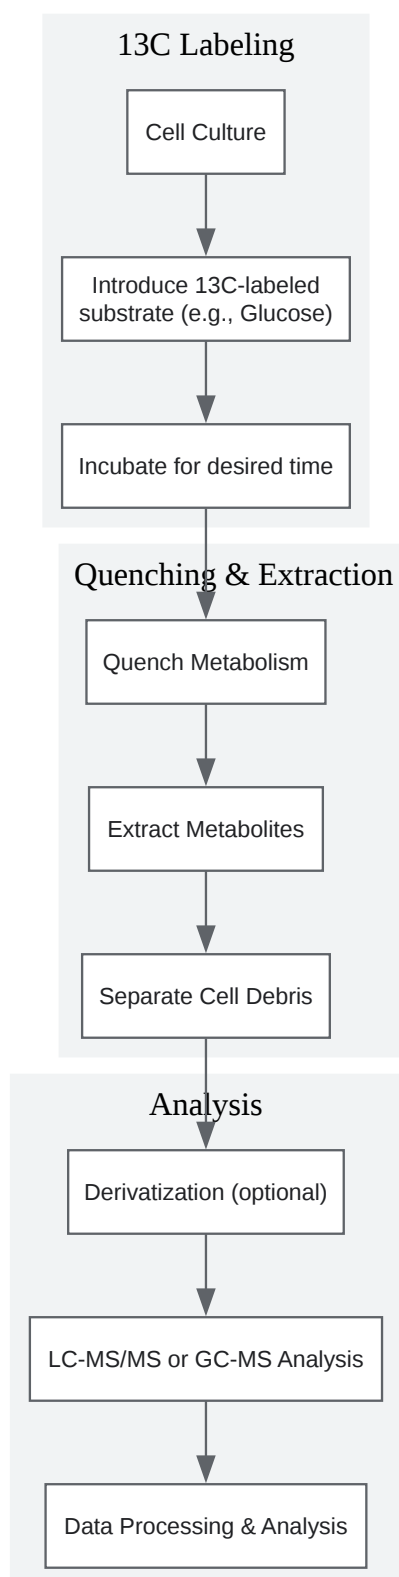 13C Labeling
Cell Culture
Introduce 13C-labeled
substrate (e.g., Glucose)
Incubate for desired time
Quenching & Extraction
Quench Metabolism
Extract Metabolites
Separate Cell Debris
Analysis
Derivatization (optional)
LC-MS/MS or GC-MS Analysis
Data Processing & Analysis